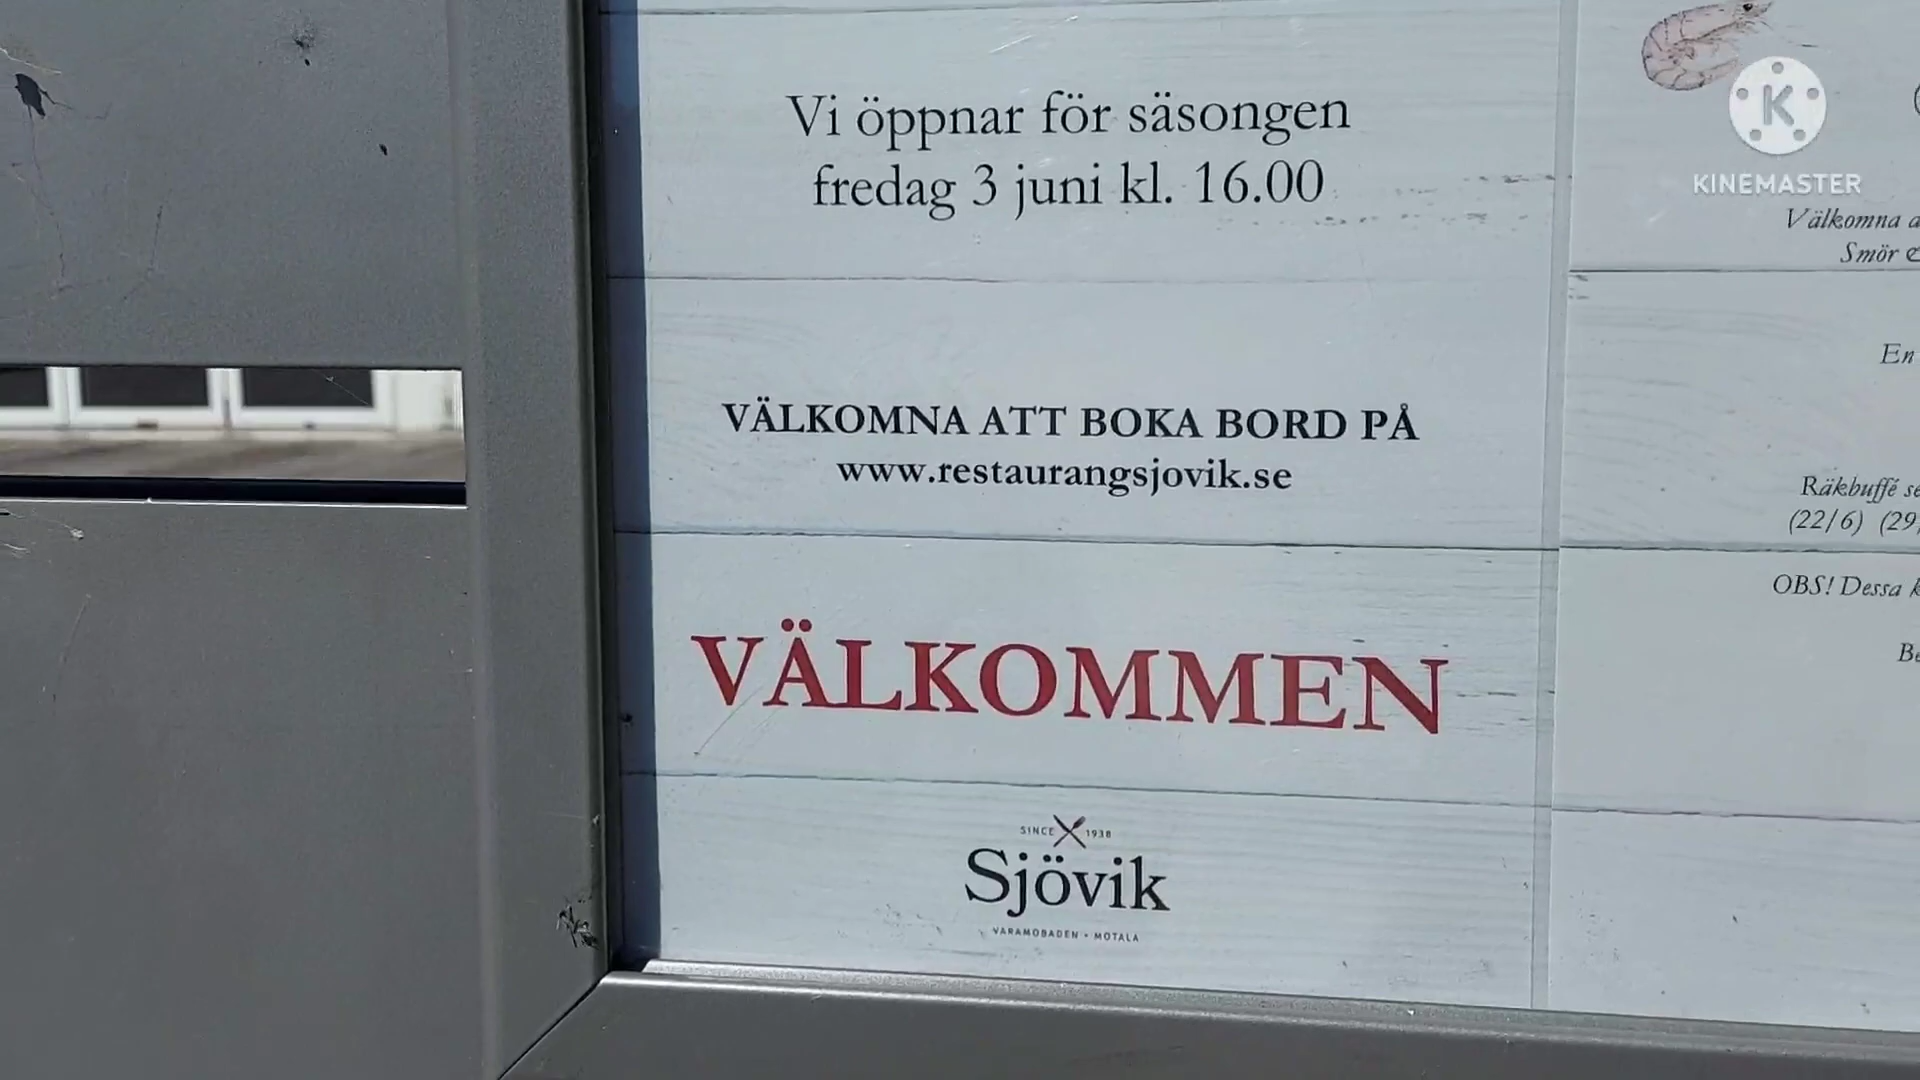 Vi öppnar för säsongen
fredag 3 juni kl. 16.00
VÄLKOMNA ATT BOKA BORD PÅ
www.restaurangsjovik.se
VÄLKOMMEN
SINCE 1938
Sjövik
VARAMOBADEN • MOTALA
K
KINEMASTER
Välkomna
Smör &
En
Räkbuffé
(22/6) (29
OBS! Dessa